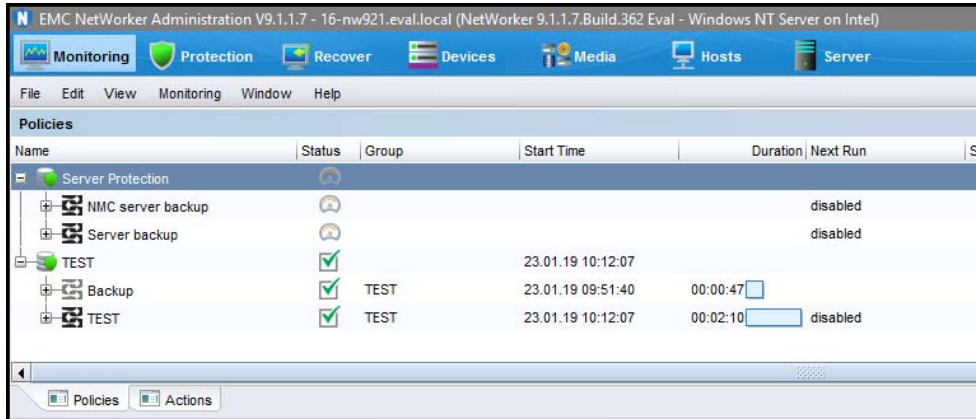 EMC NetWorker Administration V9.1.1.7 - 16-nw921.eval.local (NetWorker 9.1.1.7.Build.362 Eval - Windows NT Server on Intel)
Monitoring Protection Recover Devices Media Hosts Server
File Edit View Monitoring Window Help
Policies
Name Status Group Start Time Duration Next Run S
Server Protection
NMC server backup disabled
Server backup disabled
TEST 23.01.19 10:12:07
Backup TEST 23.01.19 09:51:40 00:00:47
TEST TEST 23.01.19 10:12:07 00:02:10 disabled
Policies Actions